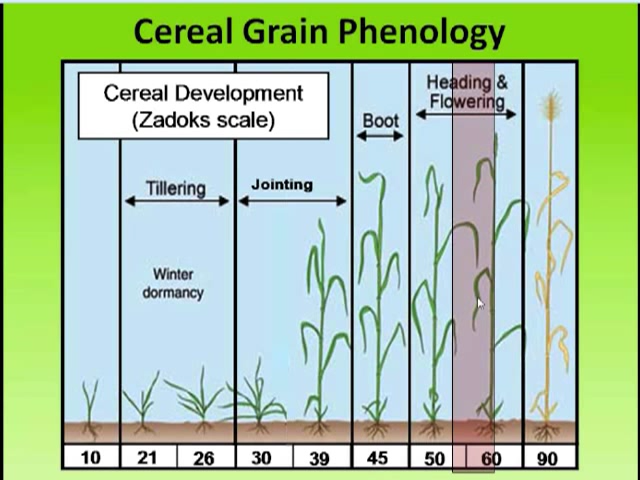 Cereal Grain Phenology
Cereal Development
(Zadoks scale)
Heading &
Flowering
Boot
Tillering
Jointing
Winter
dormancy
10 21 26 30 39 45 50 60 90